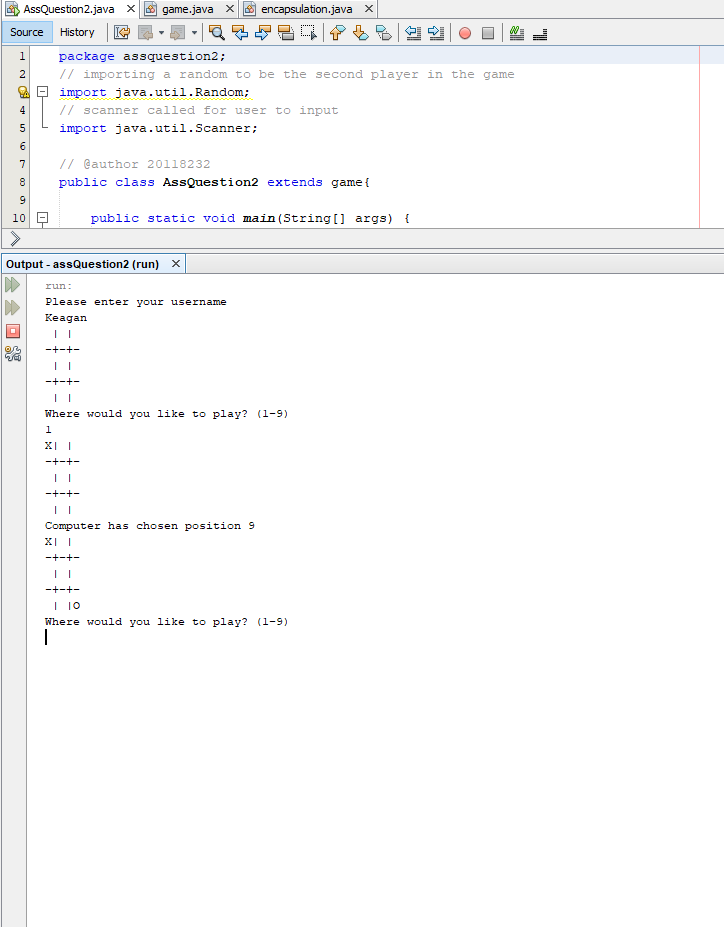 AssQuestion2.java × game.java × encapsulation.java ×
Source History
1 package assquestion2;
2 // importing a random to be the second player in the game
import java.util.Random;
4 // scanner called for user to input
5 import java.util.Scanner;
6
7 // @author 20118232
8 public class AssQuestion2 extends game{
9
10 public static void main(String[] args) {
Output - assQuestion2 (run) ×
run:
Please enter your username
Keagan
 | |
-+-+-
 | |
-+-+-
 | |
Where would you like to play? (1-9)
1
X| |
-+-+-
 | |
-+-+-
 | |
Computer has chosen position 9
X| |
-+-+-
 | |
-+-+-
 | |O
Where would you like to play? (1-9)